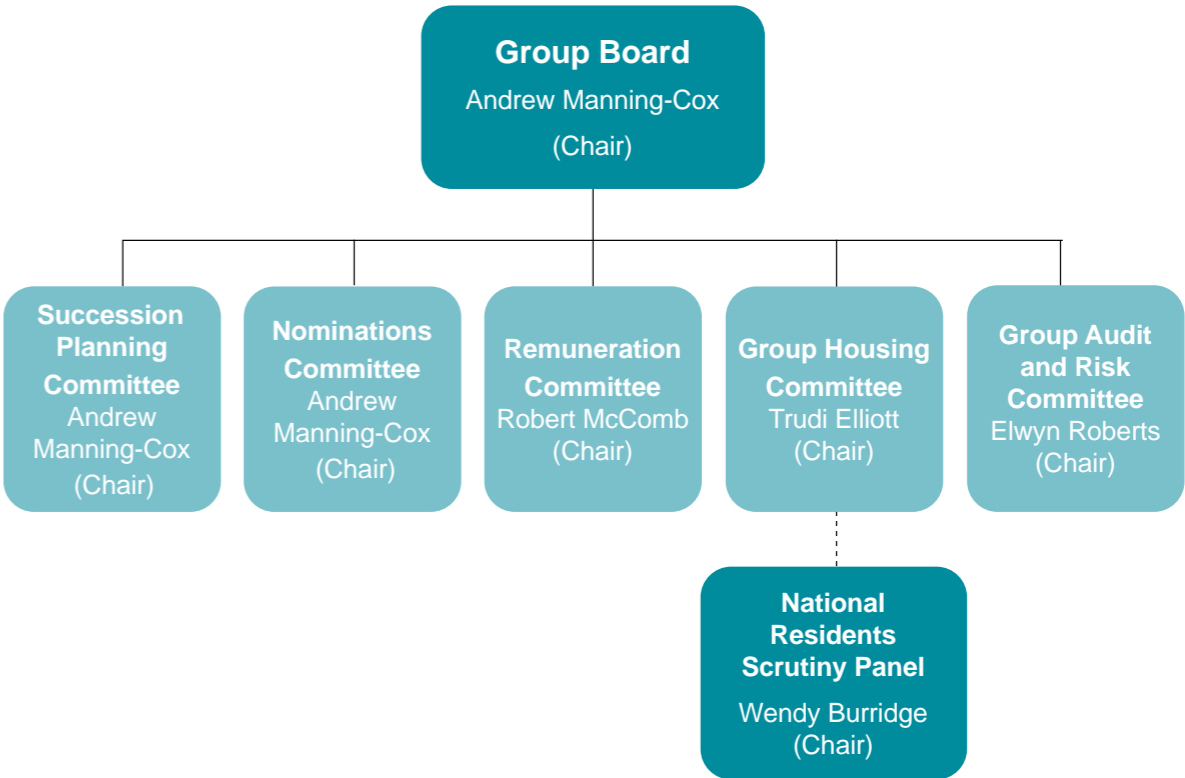 Group Board
Andrew Manning-Cox
(Chair)
Succession
Planning
Committee
Andrew
Manning-Cox
(Chair)
Nominations
Committee
Andrew
Manning-Cox
(Chair)
Remuneration
Committee
Robert McComb
(Chair)
Group Housing
Committee
Trudi Elliott
(Chair)
Group Audit
and Risk
Committee
Elwyn Roberts
(Chair)
National
Residents
Scrutiny Panel
Wendy Burridge
(Chair)